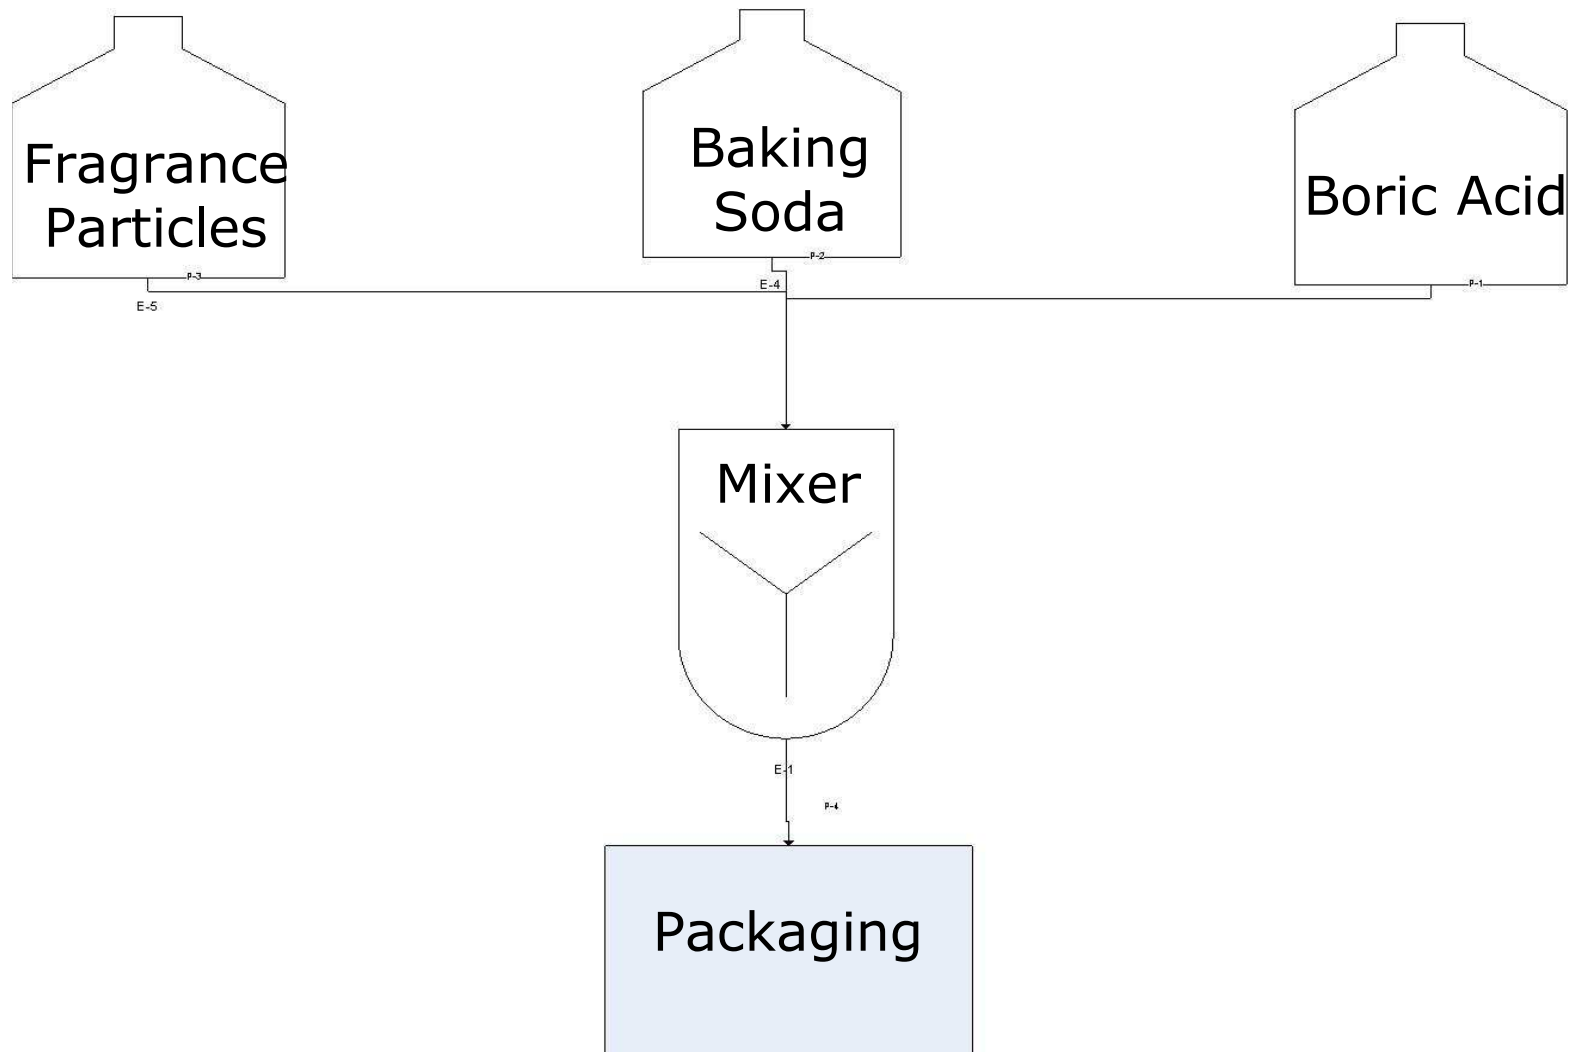 Fragrance
Particles
P-3
E-5
Baking
Soda
P-2
E-4
Boric Acid
P-1
Mixer
E-1
P-4
Packaging